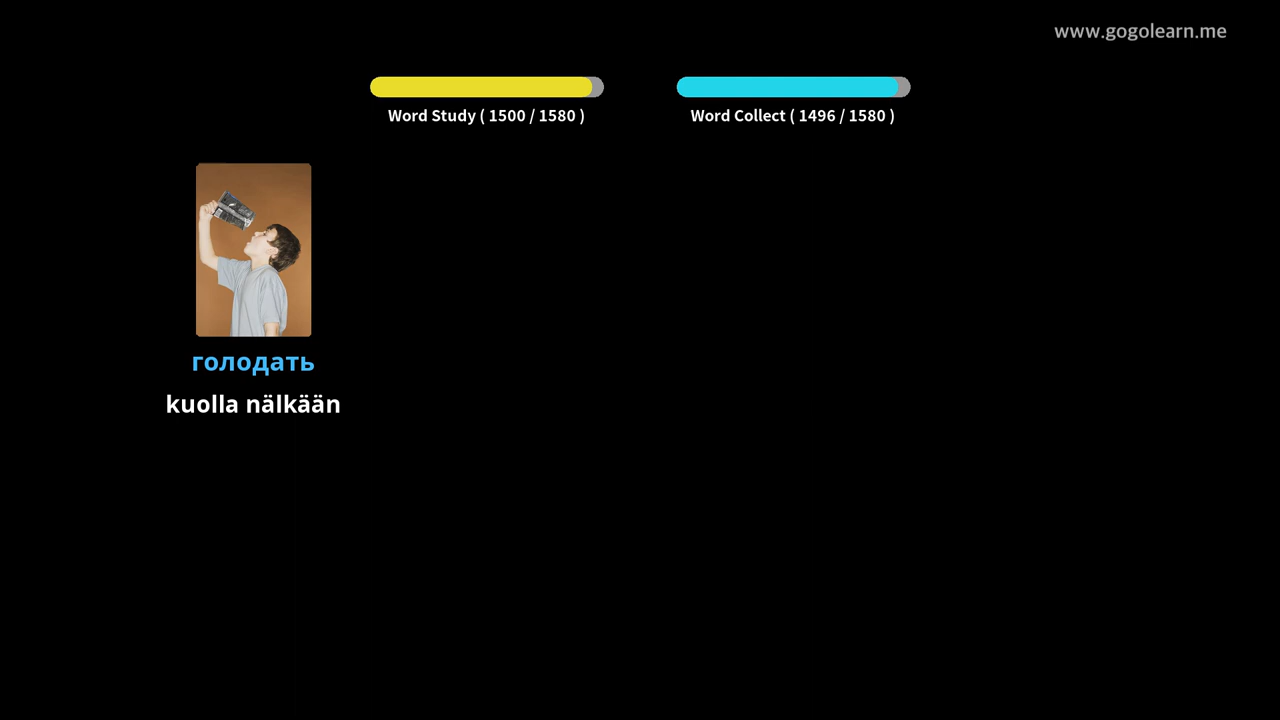 www.gogolearn.me
Word Study ( 1500 / 1580 )
Word Collect ( 1496 / 1580 )
голодать
kuolla nälkään